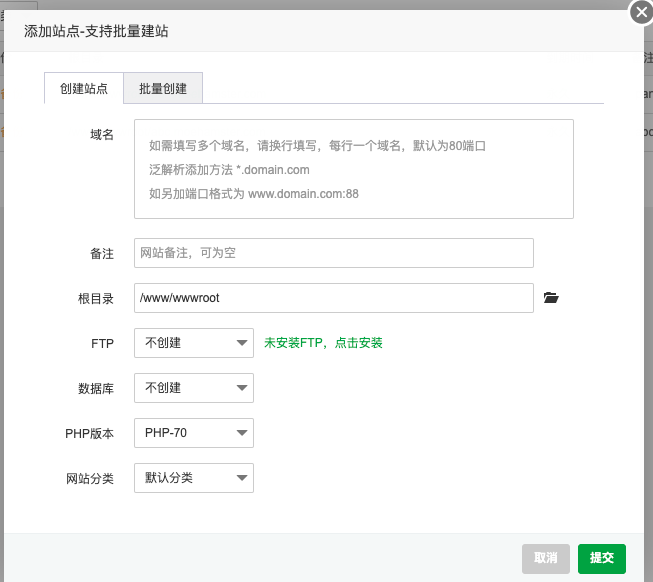 添加站点-支持批量建站
创建站点
批量创建
域名
如需填写多个域名，请换行填写，每行一个域名，默认为80端口
泛解析添加方法 *.domain.com
如另加端口格式为 www.domain.com:88
备注
网站备注，可为空
根目录
/www/wwwroot
FTP
不创建
未安装FTP，点击安装
数据库
不创建
PHP版本
PHP-70
网站分类
默认分类
取消
提交